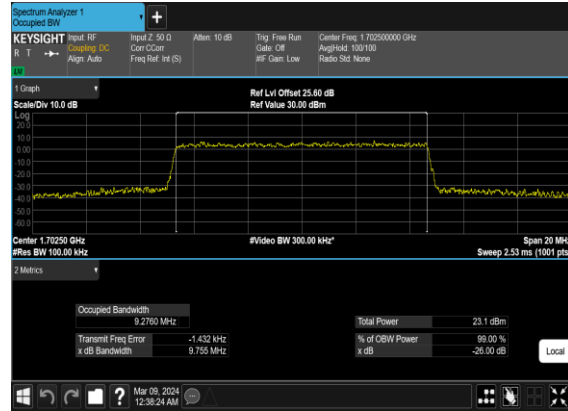 Spectrum Analyzer 1
Occupied BW
+
KEYSIGHT Input: RF Input Z: 50 Ω Atten: 10 dB Trig: Free Run Center Freq: 1.702500000 GHz
R T Coupling: DC Corr CCorr Gate: Off Avg|Hold: 100/100
Align: Auto Freq Ref: Int (S) #IF Gain: Low Radio Std: None
LXI
1 Graph
Ref Lvl Offset 25.60 dB
Scale/Div 10.0 dB Ref Value 30.00 dBm
Log
20.0
10.0
0.0
-10.0
-20.0
-30.0
-40.0
-50.0
-60.0
Center 1.70250 GHz #Video BW 300.00 kHz* Span 20 MHz
#Res BW 100.00 kHz Sweep 2.53 ms (1001 pts
2 Metrics
Occupied Bandwidth
9.2760 MHz Total Power 23.1 dBm
Transmit Freq Error -1.432 kHz % of OBW Power 99.00 %
x dB Bandwidth 9.755 MHz x dB -26.00 dB
Local
? Mar 09, 2024
12:38:24 AM